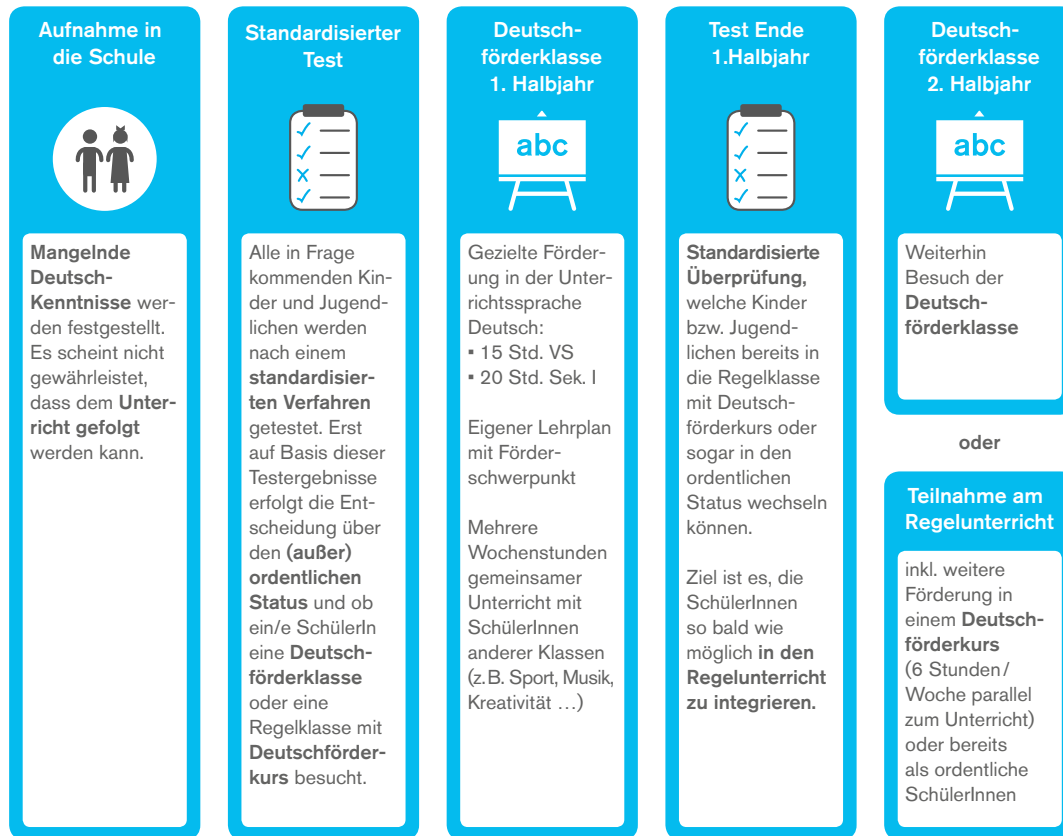 Aufnahme in
die Schule
Mangelnde
Deutsch-
Kenntnisse wer-
den festgestellt.
Es scheint nicht
gewährleistet,
dass dem Unter-
richt gefolgt
werden kann.
Standardisierter
Test
Alle in Frage
kommenden Kin-
der und Jugend-
lichen werden
nach einem
standardisier-
ten Verfahren
getestet. Erst
auf Basis dieser
Testergebnisse
erfolgt die Ent-
scheidung über
den (außer)
ordentlichen
Status und ob
ein/e SchülerIn
eine Deutsch-
förderklasse
oder eine
Regelklasse mit
Deutschförder-
kurs besucht.
Deutsch-
förderklasse
1. Halbjahr
abc
Gezielte Förder-
ung in der Unter-
richtssprache
Deutsch:
▪ 15 Std. VS
▪ 20 Std. Sek. I
Eigener Lehrplan
mit Förder-
schwerpunkt
Mehrere
Wochenstunden
gemeinsamer
Unterricht mit
SchülerInnen
anderer Klassen
(z.B. Sport, Musik,
Kreativität …)
Test Ende
1.Halbjahr
Standardisierte
Überprüfung,
welche Kinder
bzw. Jugend-
lichen bereits in
die Regelklasse
mit Deutsch-
förderkurs oder
sogar in den
ordentlichen
Status wechseln
können.
Ziel ist es, die
SchülerInnen
so bald wie
möglich in den
Regelunterricht
zu integrieren.
Deutsch-
förderklasse
2. Halbjahr
abc
Weiterhin
Besuch der
Deutsch-
förderklasse
oder
Teilnahme am
Regelunterricht
inkl. weitere
Förderung in
einem Deutsch-
förderkurs
(6 Stunden/
Woche parallel
zum Unterricht)
oder bereits
als ordentliche
SchülerInnen